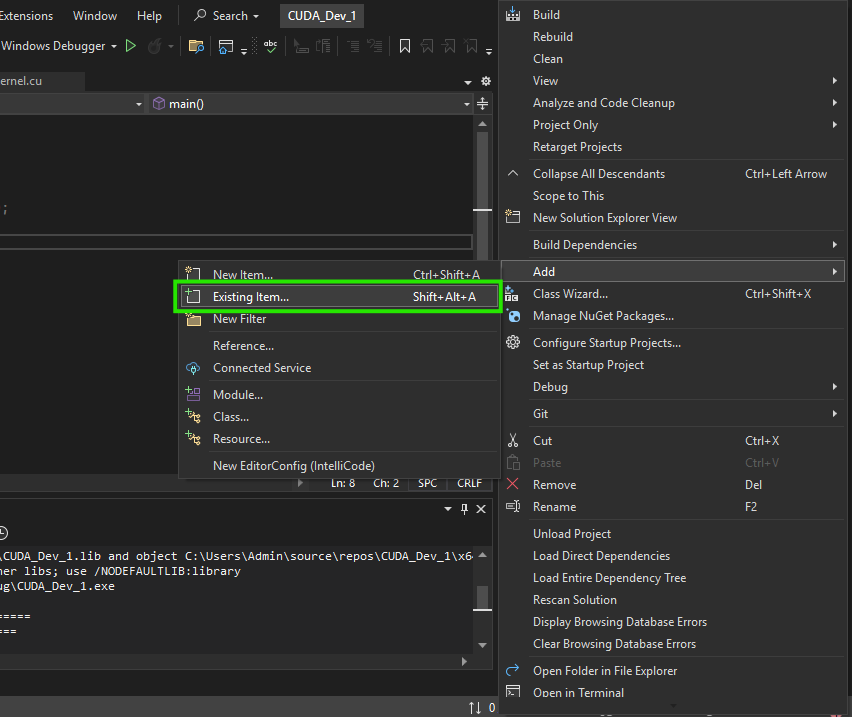 Extensions Window Help Search CUDA_Dev_1
Windows Debugger
ernel.cu
main()
;
New Item... Ctrl+Shift+A
Existing Item... Shift+Alt+A
New Filter
Reference...
Connected Service
Module...
Class...
Resource...
New EditorConfig (IntelliCode)
Ln: 8 Ch: 2 SPC CRLF
\CUDA_Dev_1.lib and object C:\Users\Admin\source\repos\CUDA_Dev_1\x6
her libs; use /NODEFAULTLIB:library
ug\CUDA_Dev_1.exe
=====
===
0
Build
Rebuild
Clean
View
Analyze and Code Cleanup
Project Only
Retarget Projects
Collapse All Descendants Ctrl+Left Arrow
Scope to This
New Solution Explorer View
Build Dependencies
Add
Class Wizard... Ctrl+Shift+X
Manage NuGet Packages...
Configure Startup Projects...
Set as Startup Project
Debug
Git
Cut Ctrl+X
Paste Ctrl+V
Remove Del
Rename F2
Unload Project
Load Direct Dependencies
Load Entire Dependency Tree
Rescan Solution
Display Browsing Database Errors
Clear Browsing Database Errors
Open Folder in File Explorer
Open in Terminal